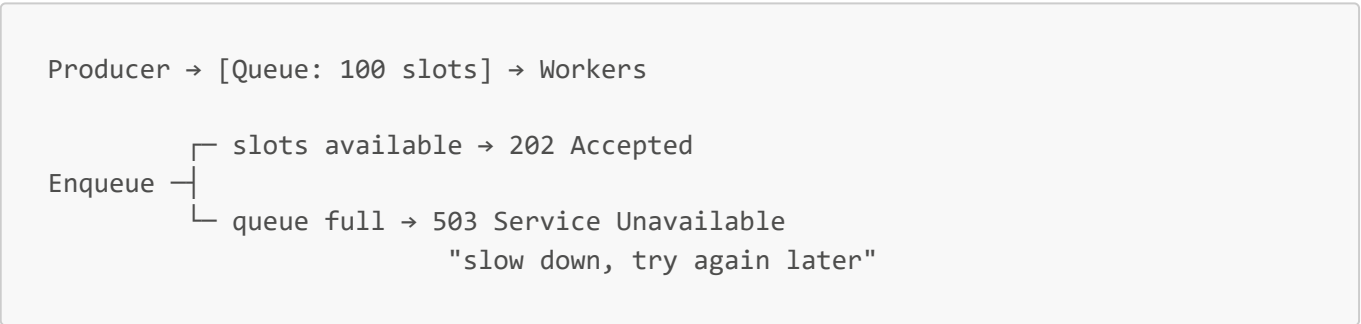 Producer → [Queue: 100 slots] → Workers
┌─ slots available → 202 Accepted
Enqueue ─┤
└─ queue full → 503 Service Unavailable
"slow down, try again later"